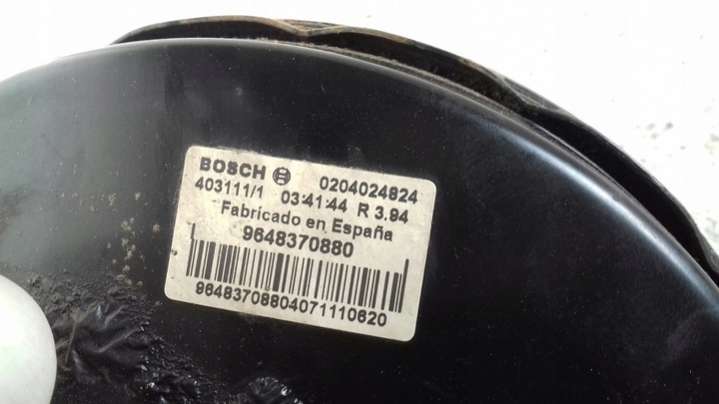 BOSCH 0204024824
403111/1 03:41:44 R 3.94
Fabricado en España
9648370880
96483708804071110620